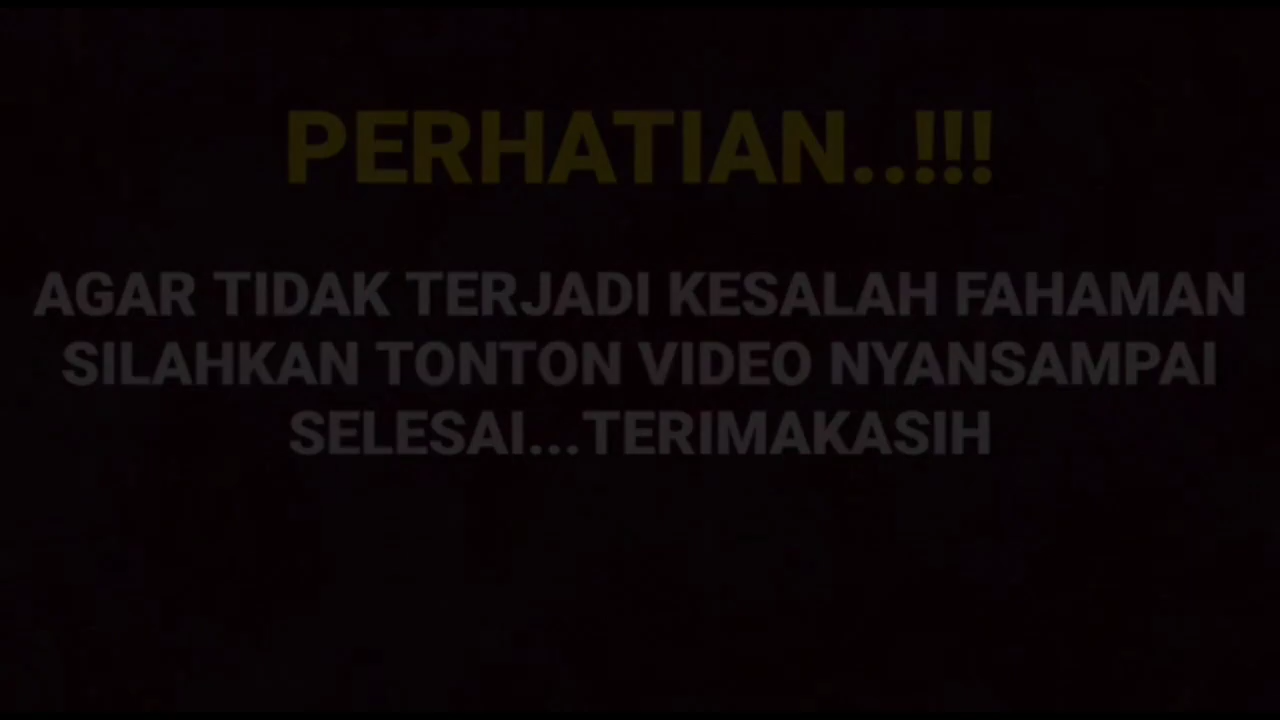 PERHATIAN..!!!
AGAR TIDAK TERJADI KESALAH FAHAMAN
SILAHKAN TONTON VIDEO NYANSAMPAI
SELESAI...TERIMAKASIH